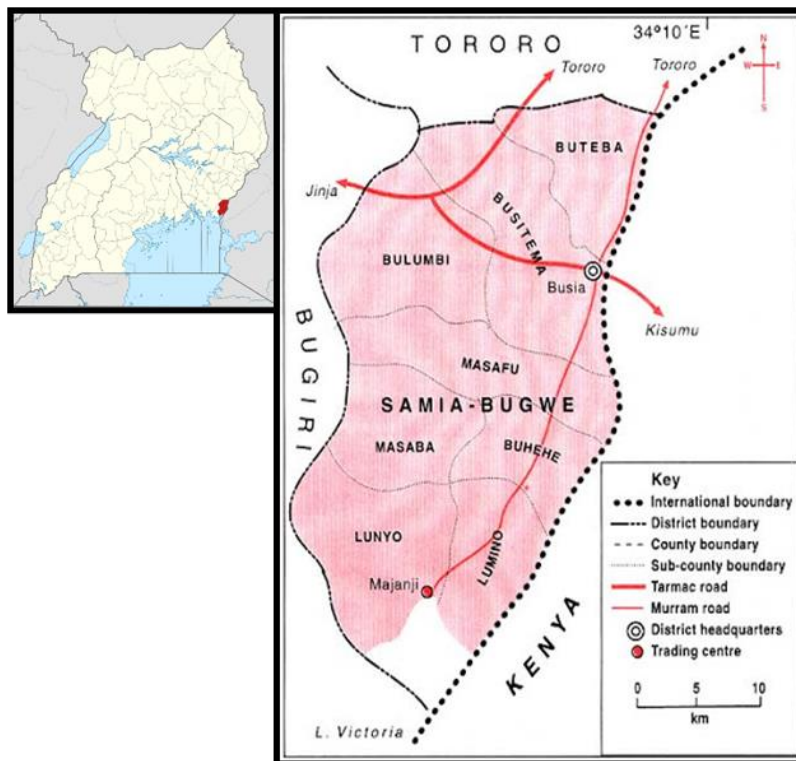 TORORO
34°10'E
N
W E
S
Tororo
Tororo
BUTEBA
Jinja
BUSITEMA
BULUMBI
Busia
Kisumu
BUGIRI
MASAFU
SAMIA-BUGWE
MASABA
BUHEHE
LUNYO
LUMINO
Majanji
KENYA
L. Victoria
Key
International boundary
District boundary
County boundary
Sub-county boundary
Tarmac road
Murram road
District headquarters
Trading centre
0 5 10
km